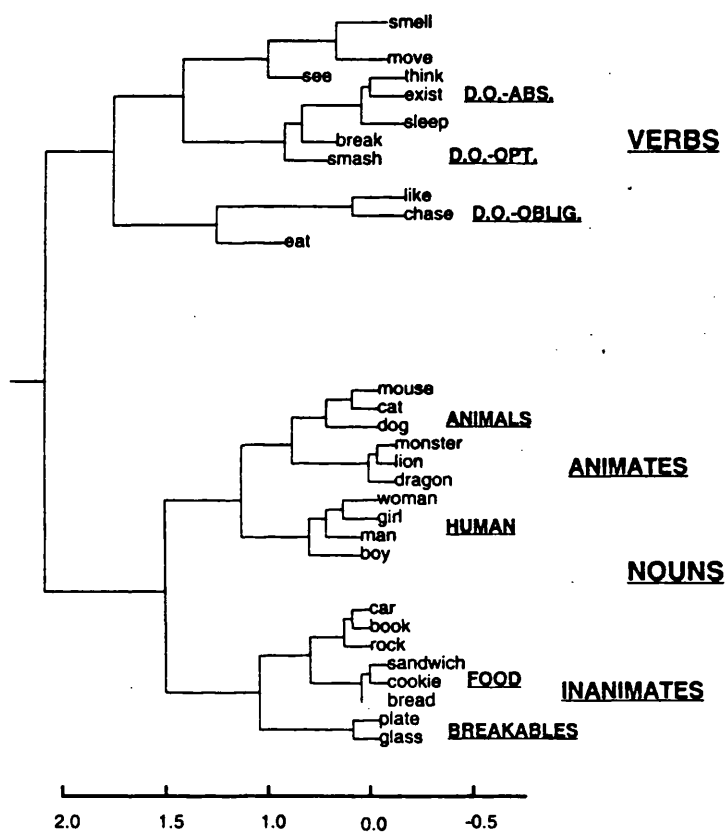 smell
move
see
think
exist D.O.-ABS.
sleep
VERBS
break
smash D.O.-OPT.
like
chase D.O.-OBLIG.
eat
mouse
cat
dog ANIMALS
monster
lion ANIMATES
dragon
woman
girl
HUMAN
man
boy
NOUNS
car
book
rock
sandwich
cookie FOOD INANIMATES
bread
plate
glass BREAKABLES
2.0 1.5 1.0 0.0 -0.5